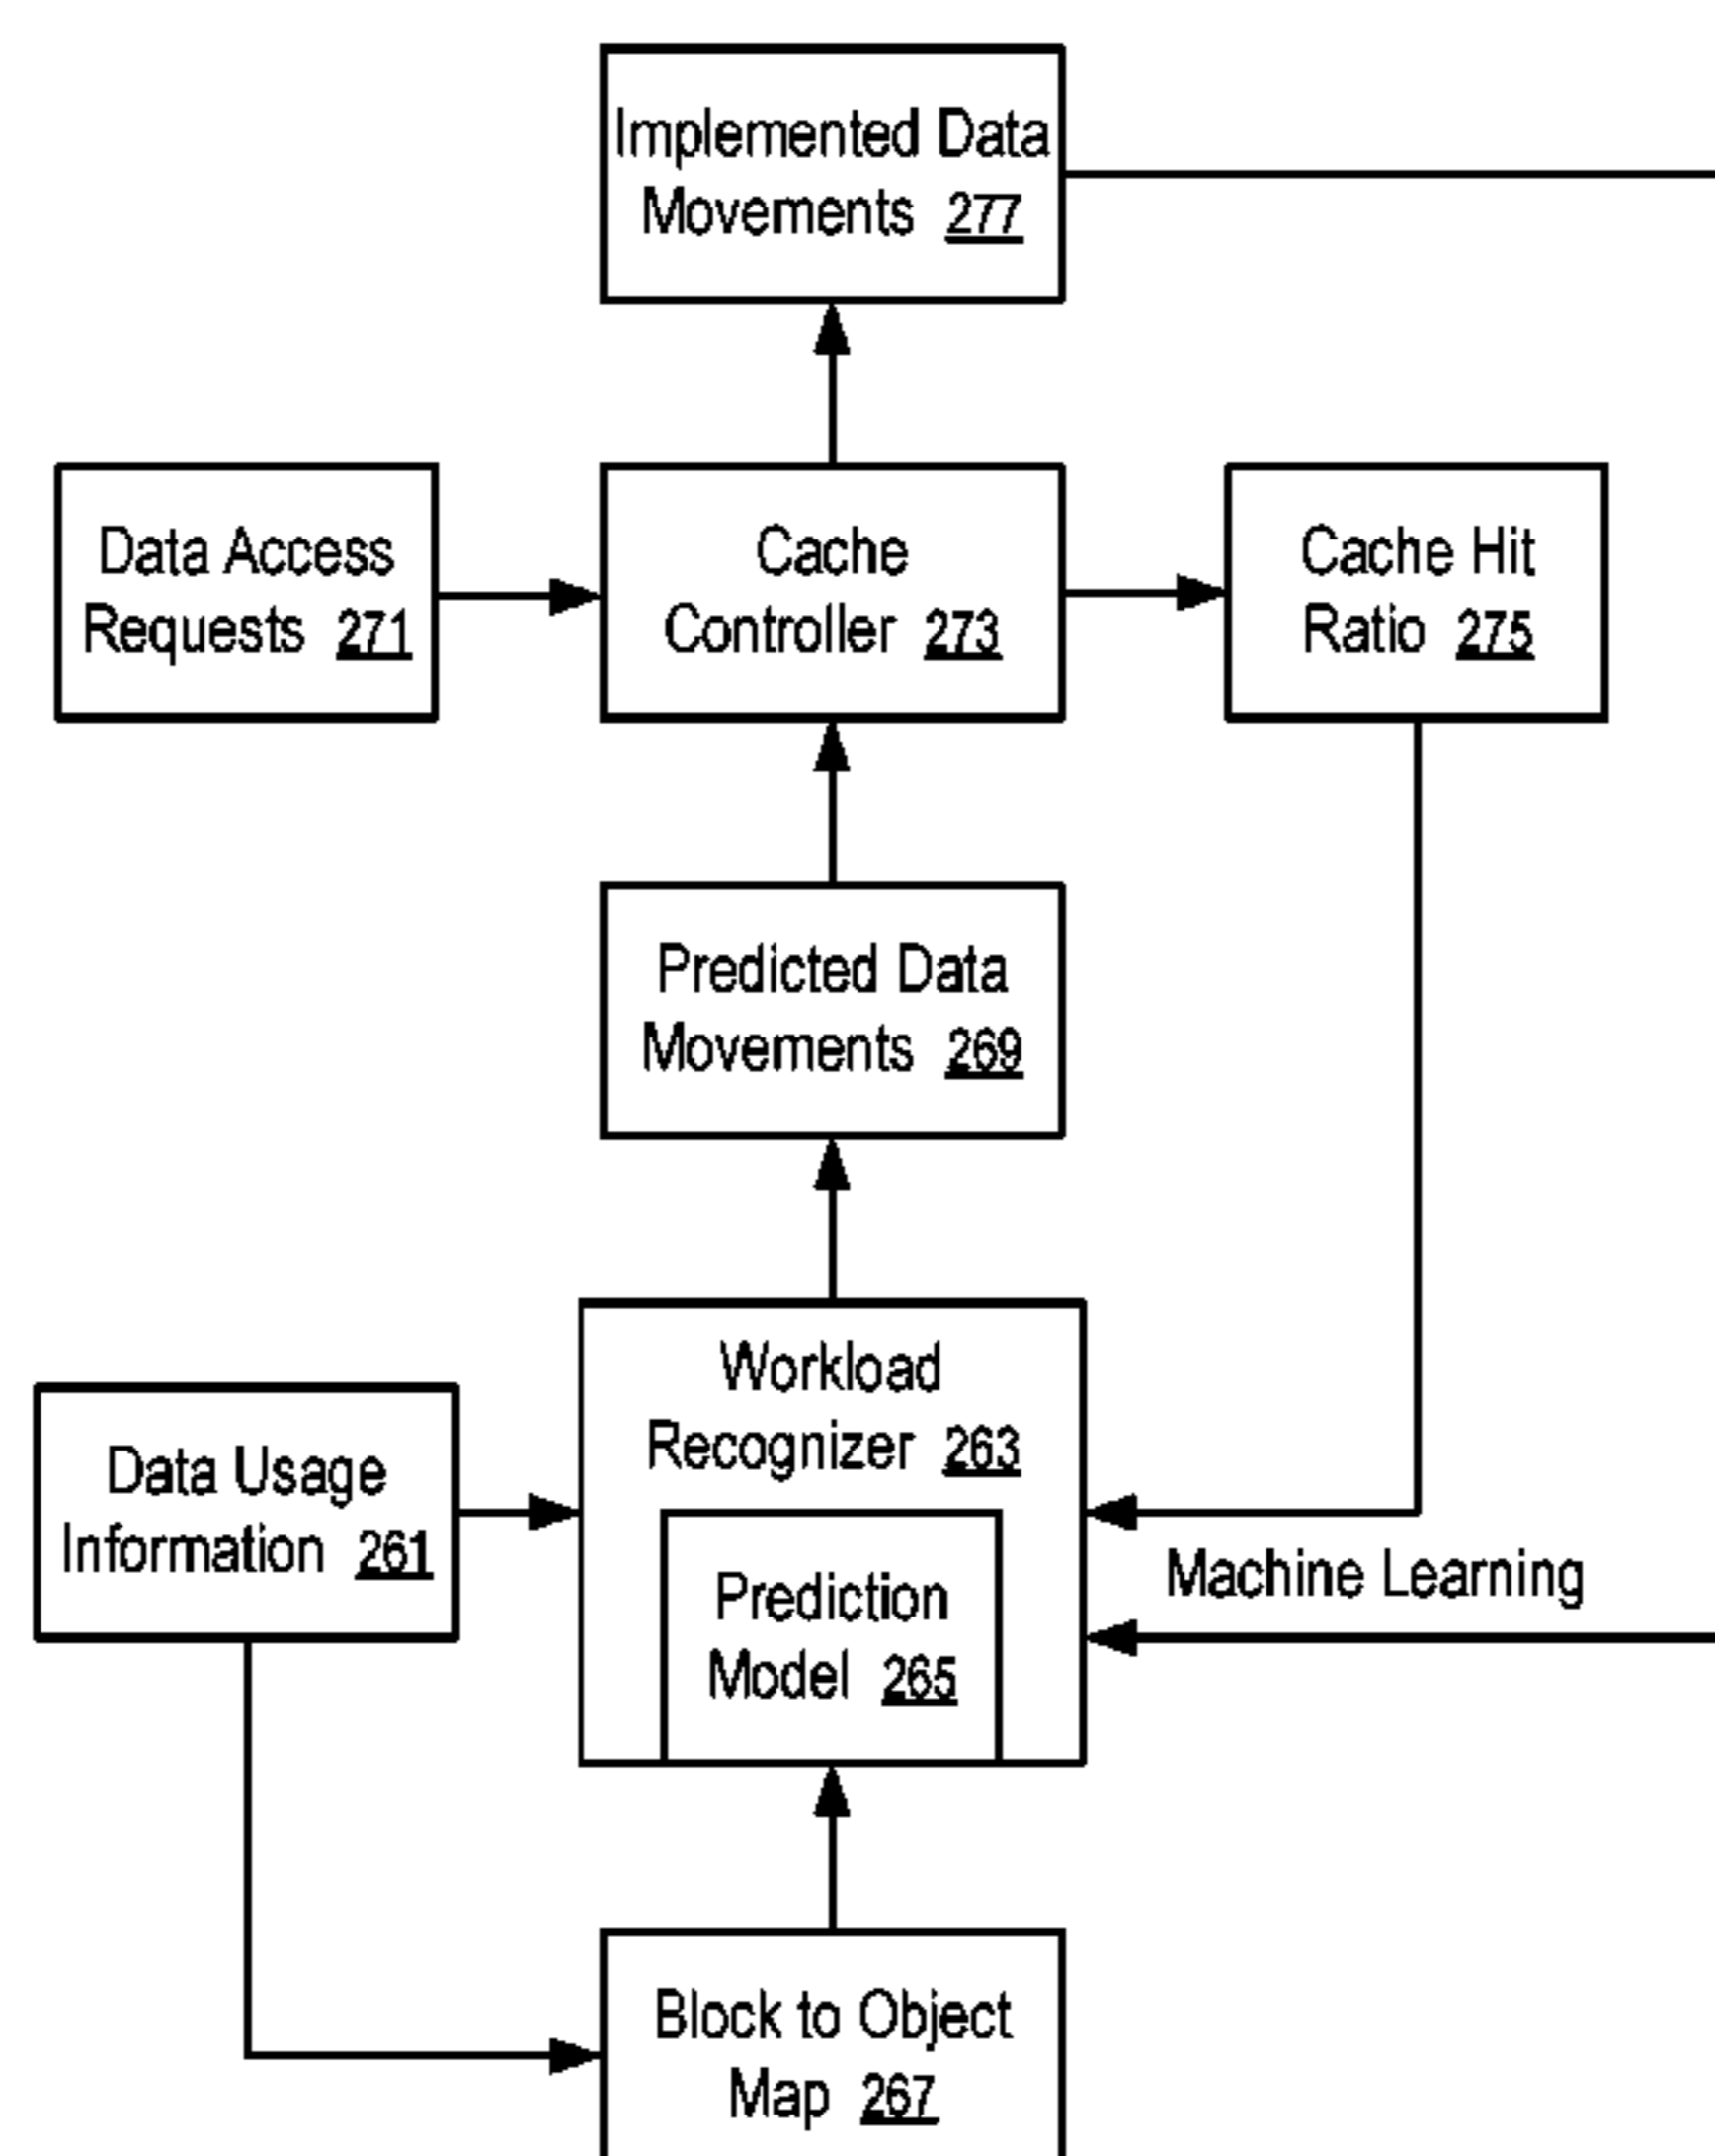 Implemented Data
Movements 277
Data Access
Requests 271
Cache
Controller 273
Cache Hit
Ratio 275
Predicted Data
Movements 269
Workload
Recognizer 263
Data Usage
Information 261
Prediction
Model 265
Machine Learning
Block to Object
Map 267